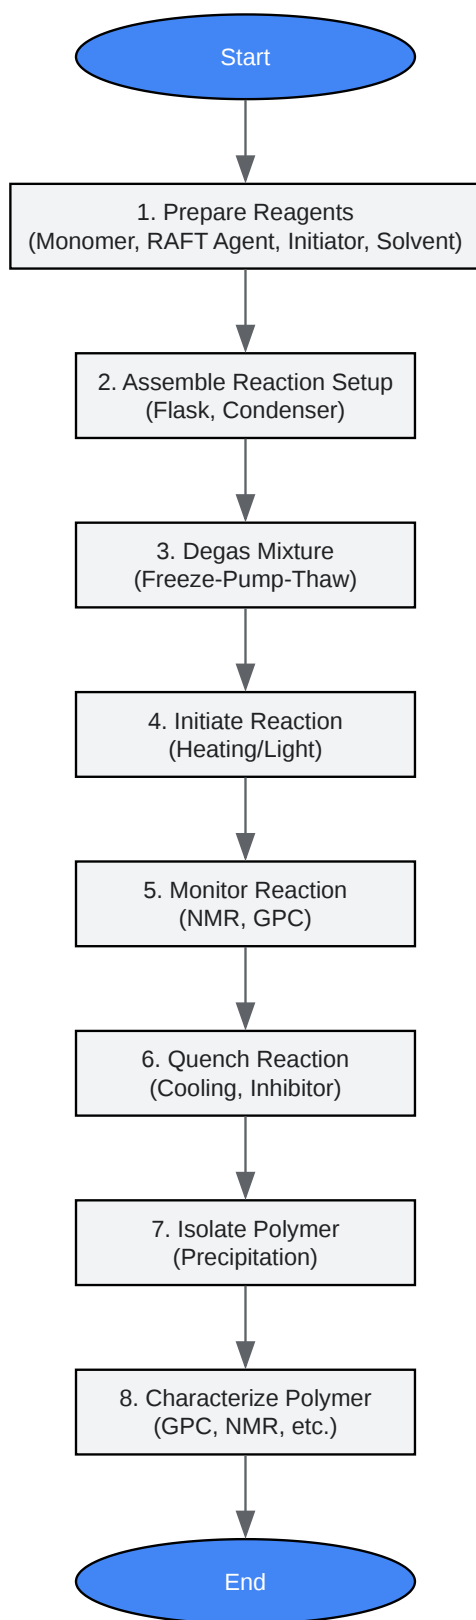 Start
1. Prepare Reagents
(Monomer, RAFT Agent, Initiator, Solvent)
2. Assemble Reaction Setup
(Flask, Condenser)
3. Degas Mixture
(Freeze-Pump-Thaw)
4. Initiate Reaction
(Heating/Light)
5. Monitor Reaction
(NMR, GPC)
6. Quench Reaction
(Cooling, Inhibitor)
7. Isolate Polymer
(Precipitation)
8. Characterize Polymer
(GPC, NMR, etc.)
End